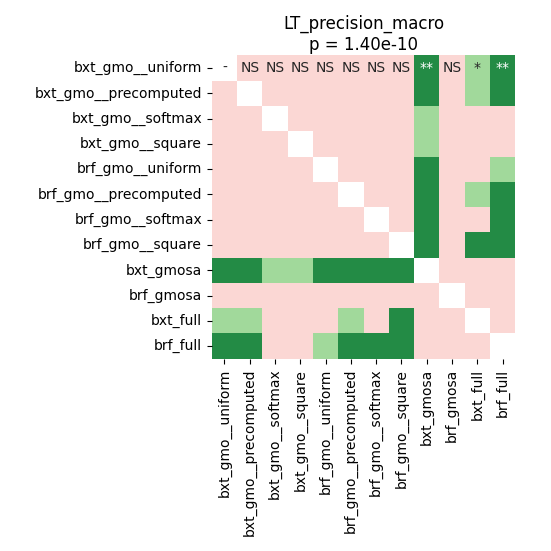 LT_precision_macro
p = 1.40e-10
bxt_gmo__uniform - NS NS NS NS NS NS NS ** NS * **
bxt_gmo__precomputed
bxt_gmo__softmax
bxt_gmo__square
brf_gmo__uniform
brf_gmo__precomputed
brf_gmo__softmax
brf_gmo__square
bxt_gmosa
brf_gmosa
bxt_full
brf_full
bxt_gmo__uniform
bxt_gmo__precomputed
bxt_gmo__softmax
bxt_gmo__square
brf_gmo__uniform
brf_gmo__precomputed
brf_gmo__softmax
brf_gmo__square
bxt_gmosa
brf_gmosa
bxt_full
brf_full